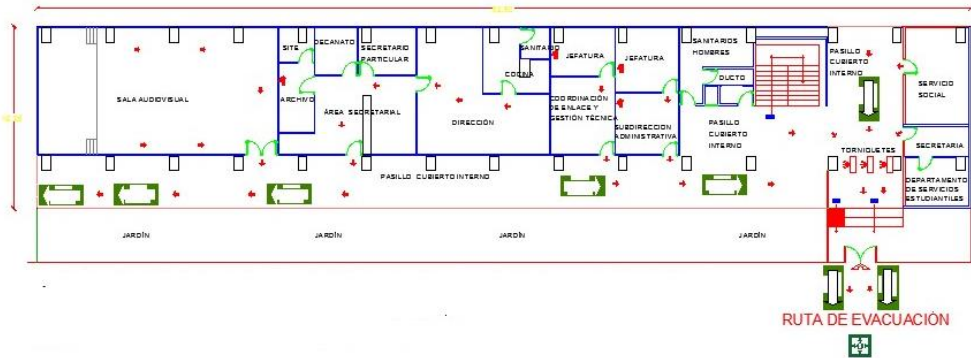 SITE
DECANATO
SECRETARIO
PARTICULAR
SANITARIO
JEFATURA
JEFATURA
SANITARIOS
HOMBRES
PASILLO
CUBIERTO
INTERNO
COCINA
DUCTO
SERVICIO
SOCIAL
SALA AUDIOVISUAL
ARCHIVO
ÁREA SECRETARIAL
DIRECCIÓN
COORDINACIÓN
DE ENLACE Y
GESTIÓN TÉCNICA
SUBDIRECCION
ADMINISTRATIVA
PASILLO
CUBIERTO
INTERNO
SECRETARIA
TORNIQUETES
PASILLO CUBIERTO INTERNO
DEPARTAMENTO
DE SERVICIOS
ESTUDIANTILES
JARDÍN
JARDÍN
JARDÍN
JARDÍN
RUTA DE EVACUACIÓN